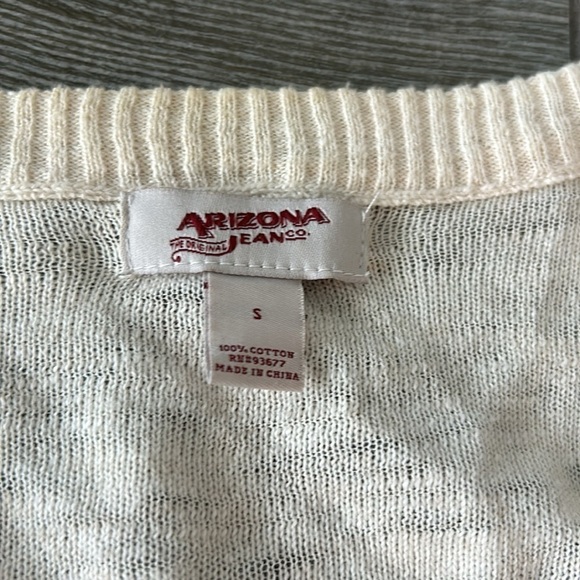 ARIZONA
THE ORIGINAL JEAN CO.
S
100% COTTON
RN#93677
MADE IN CHINA